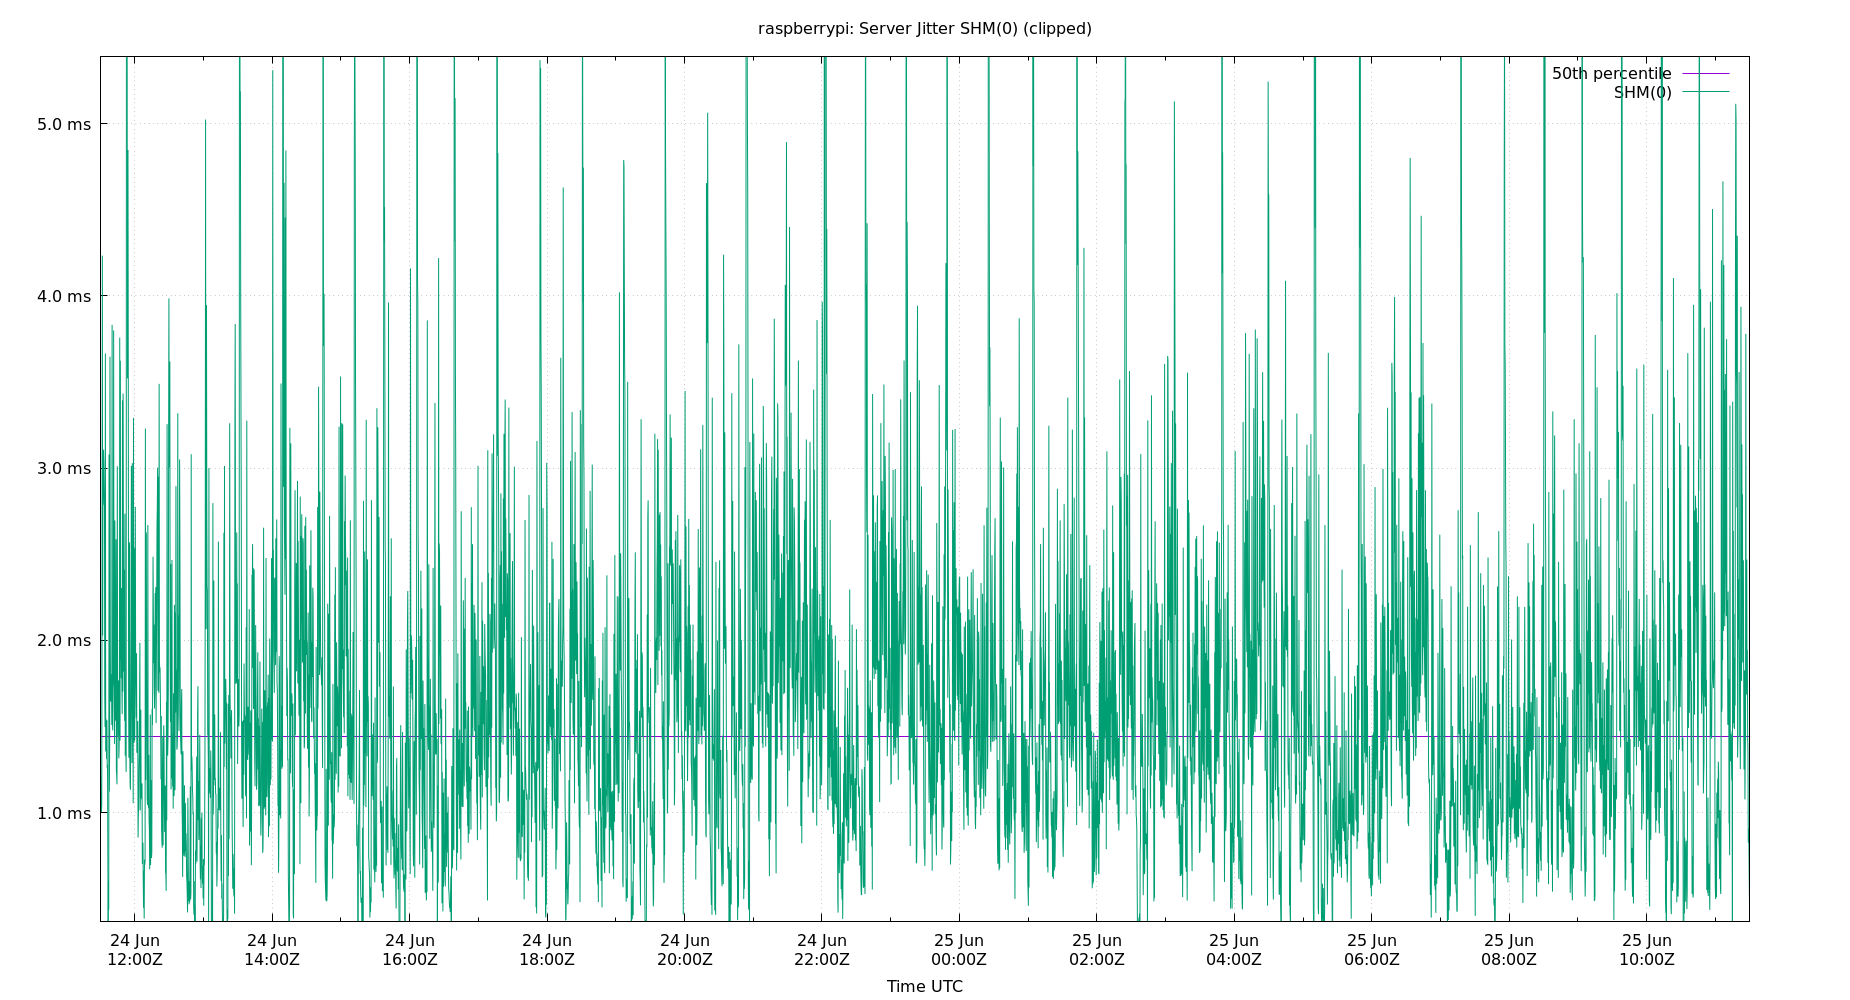 raspberrypi: Server Jitter SHM(0) (clipped)
50th percentile
SHM(0)
5.0 ms
4.0 ms
3.0 ms
2.0 ms
1.0 ms
24 Jun 24 Jun 24 Jun 24 Jun 24 Jun 24 Jun 25 Jun 25 Jun 25 Jun 25 Jun 25 Jun 25 Jun
12:00Z 14:00Z 16:00Z 18:00Z 20:00Z 22:00Z 00:00Z 02:00Z 04:00Z 06:00Z 08:00Z 10:00Z
Time UTC